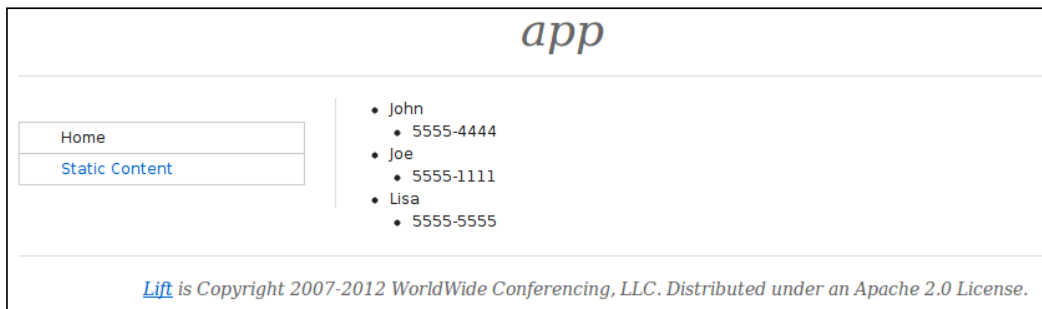 app
Home
Static Content
John
5555-4444
Joe
5555-1111
Lisa
5555-5555
Lift is Copyright 2007-2012 WorldWide Conferencing, LLC. Distributed under an Apache 2.0 License.